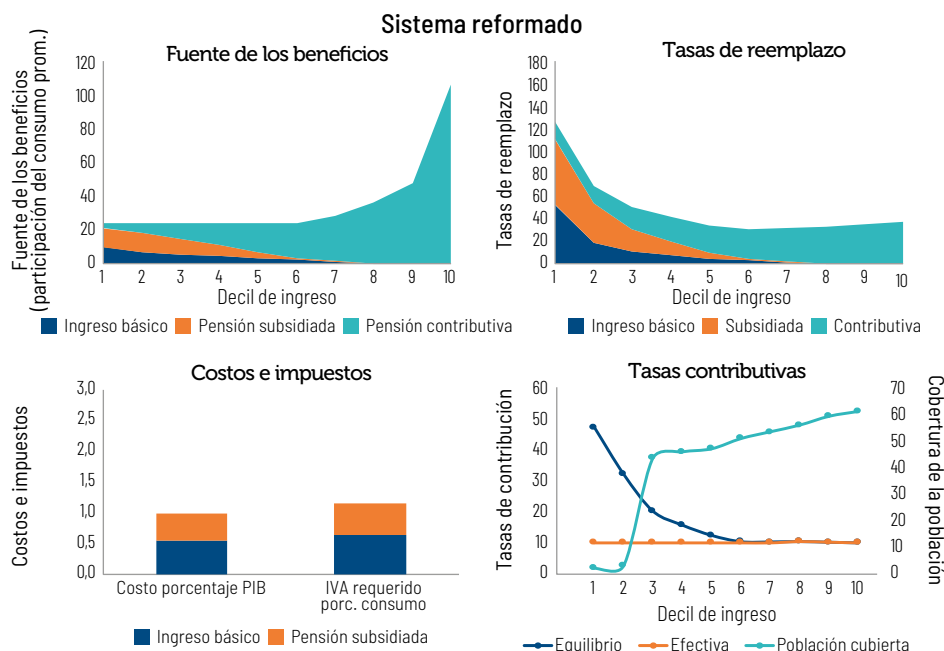 Sistema reformado
Fuente de los beneficios
Fuente de los beneficios
(participación del consumo prom.)
120
100
80
60
40
20
0
1 2 3 4 5 6 7 8 9 10
Decil de ingreso
Ingreso básico Pensión subsidiada Pensión contributiva
Tasas de reemplazo
Tasas de reemplazo
180
160
140
120
100
80
60
40
20
0
1 2 3 4 5 6 7 8 9 10
Decil de ingreso
Ingreso básico Subsidiada Contributiva
Costos e impuestos
Costos e impuestos
3,0
2,5
2,0
1,5
1,0
0,5
0,0
Costo porcentaje PIB
IVA requerido
porc. consumo
Ingreso básico Pensión subsidiada
Tasas contributivas
Tasas de contribución
60
50
40
30
20
10
0
Cobertura de la población
70
60
50
40
30
20
10
0
1 2 3 4 5 6 7 8 9 10
Decil de ingreso
Equilibrio Efectiva Población cubierta